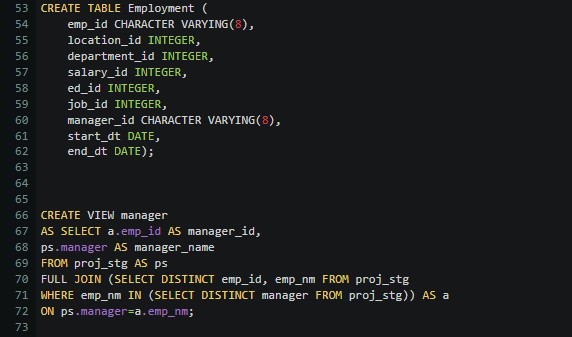 53 CREATE TABLE Employment (
54 emp_id CHARACTER VARYING(8),
55 location_id INTEGER,
56 department_id INTEGER,
57 salary_id INTEGER,
58 ed_id INTEGER,
59 job_id INTEGER,
60 manager_id CHARACTER VARYING(8),
61 start_dt DATE,
62 end_dt DATE);
63
64
65
66 CREATE VIEW manager
67 AS SELECT a.emp_id AS manager_id,
68 ps.manager AS manager_name
69 FROM proj_stg AS ps
70 FULL JOIN (SELECT DISTINCT emp_id, emp_nm FROM proj_stg
71 WHERE emp_nm IN (SELECT DISTINCT manager FROM proj_stg)) AS a
72 ON ps.manager=a.emp_nm;
73